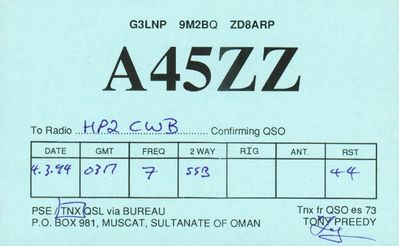 G3LNP 9M2BQ ZD8ARP
A45ZZ
To Radio HP2 CWB Confirming QSO
DATE GMT FREQ 2 WAY RIG ANT. RST
4.3.94 7 SSB 44
PSE / TNX QSL via BUREAU Tnx fr QSO es 73
P.O. BOX 981, MUSCAT, SULTANATE OF OMAN TONY PREEDY